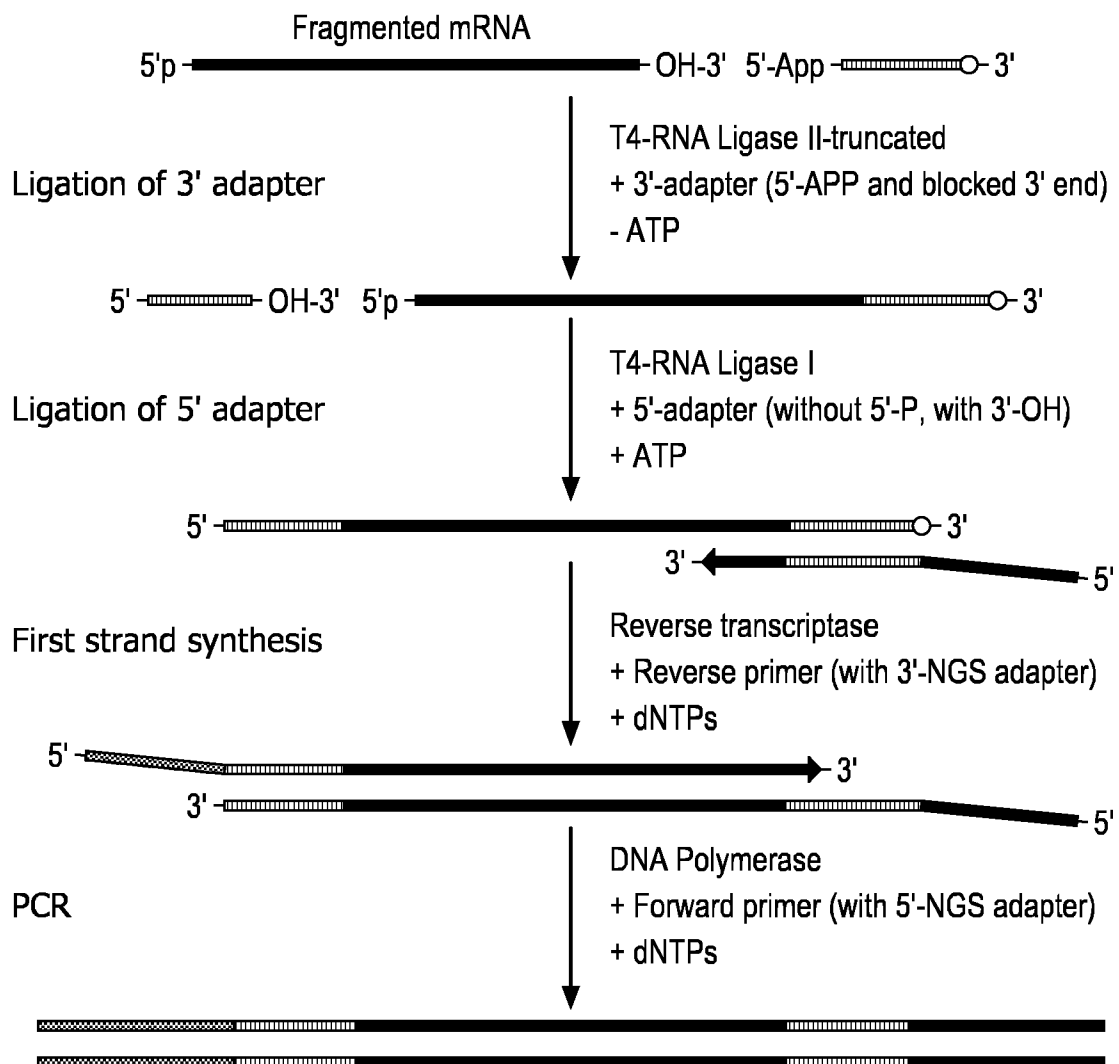 Fragmented mRNA
5'p OH-3' 5'-App 3'
T4-RNA Ligase II-truncated
Ligation of 3' adapter + 3'-adapter (5'-APP and blocked 3' end)
- ATP
5' OH-3' 5'p 3'
T4-RNA Ligase I
Ligation of 5' adapter + 5'-adapter (without 5'-P, with 3'-OH)
+ ATP
5' 3'
3' 5'
Reverse transcriptase
First strand synthesis + Reverse primer (with 3'-NGS adapter)
+ dNTPs
5' 3'
3' 5'
DNA Polymerase
PCR + Forward primer (with 5'-NGS adapter)
+ dNTPs